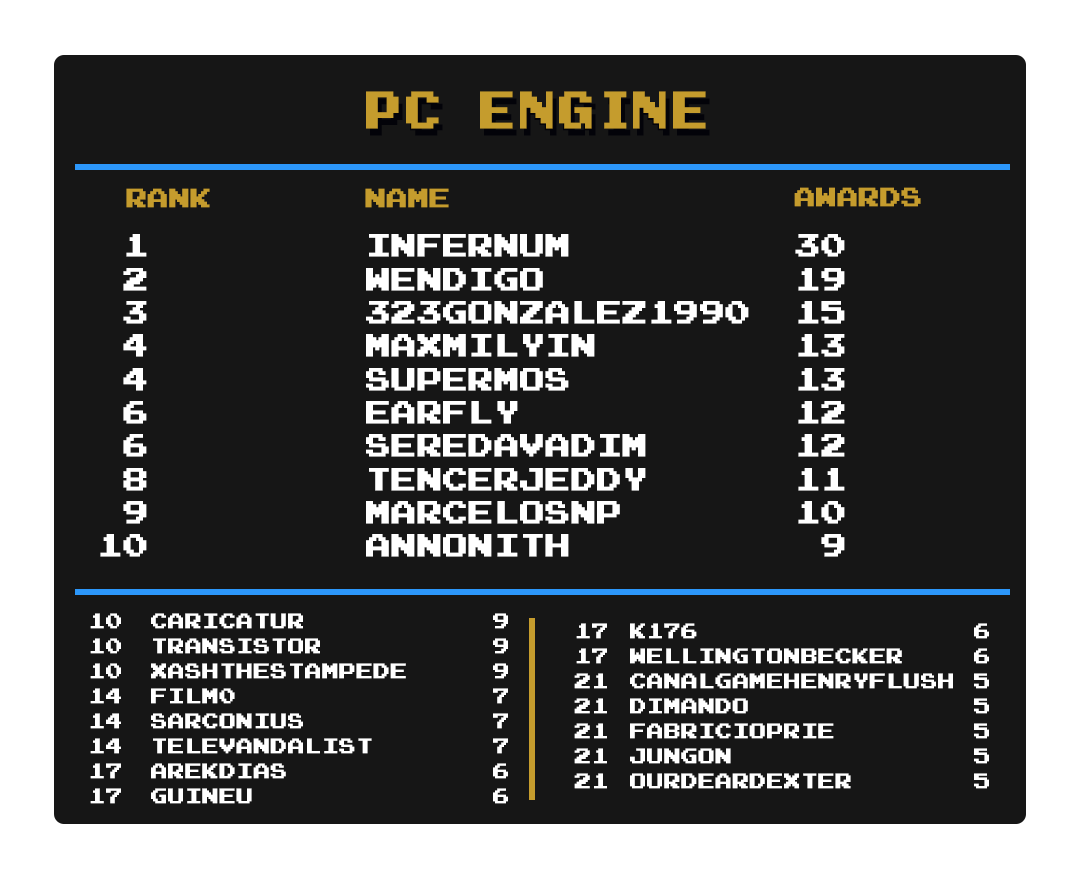 PC ENGINE
RANK NAME AWARDS
1 INFERNUM 30
2 WENDIGO 19
3 323GONZALEZ1990 15
4 MAXMILYIN 13
4 SUPERMOS 13
6 EARFLY 12
6 SEREDAVADIM 12
8 TENCERJEDDY 11
9 MARCELOSNP 10
10 ANNONITH 9
10 CARICATUR 9
10 TRANSISTOR 9
10 XASHTHESTAMPEDE 9
14 FILMO 7
14 SARCONIUS 7
14 TELEVANDALIST 7
17 AREKDIAS 6
17 GUINEU 6
17 K176 6
17 WELLINGTONBECKER 6
21 CANALGAMEHENRYFLUSH 5
21 DIMANDO 5
21 FABRICIOPRIE 5
21 JUNGON 5
21 OURDEARDEXTER 5